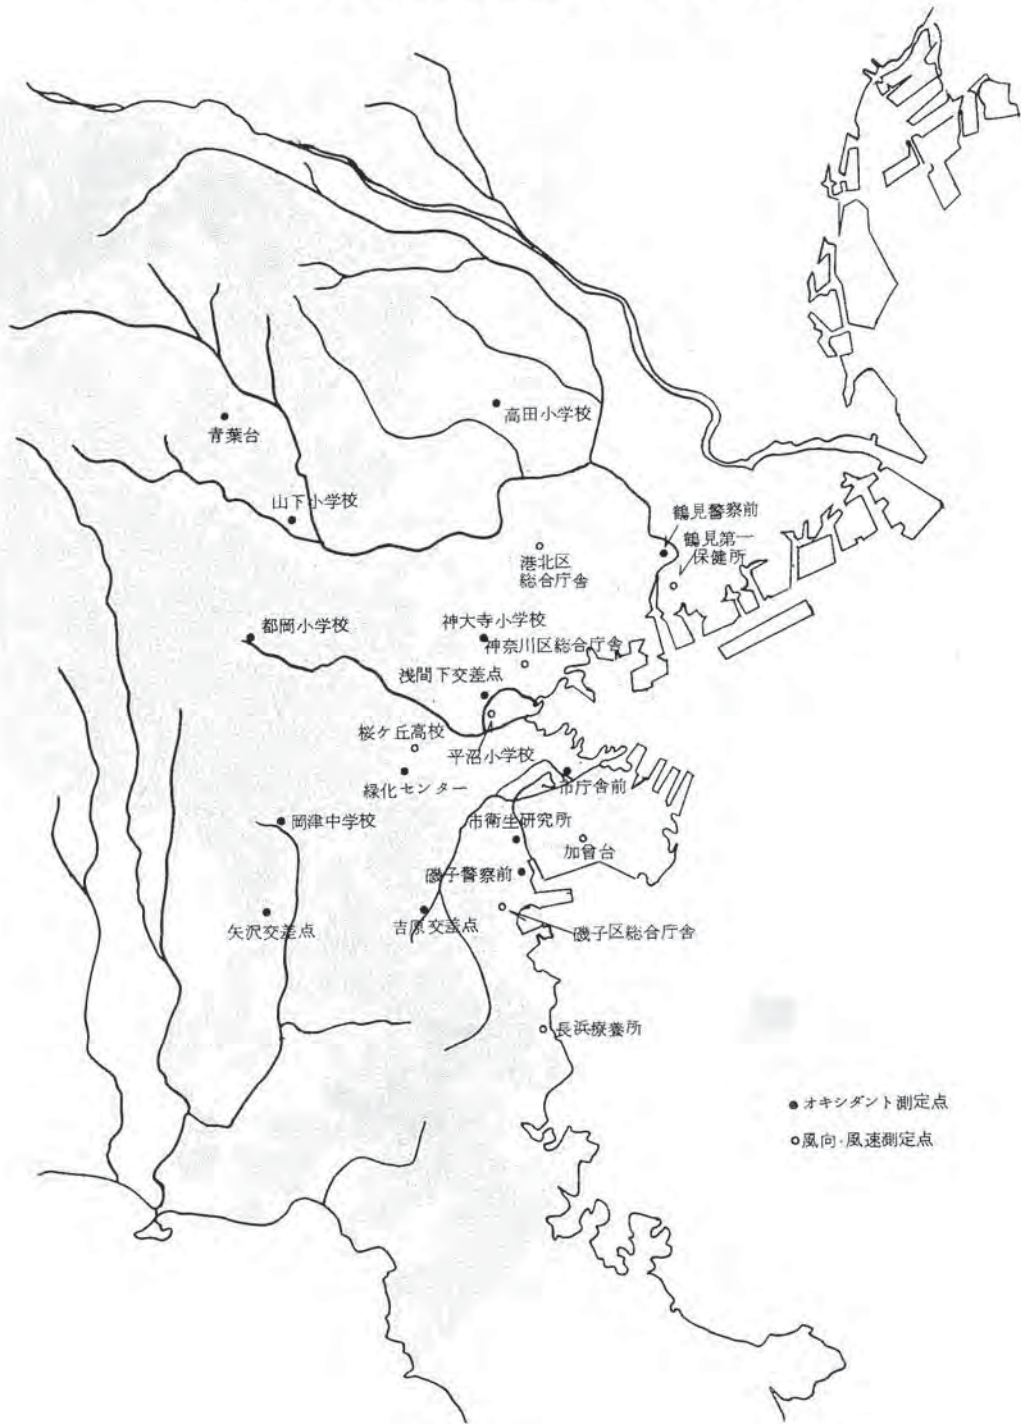 高田小学校
青葉台
山下小学校
鶴見警察前
鶴見第一
保健所
港北区
総合庁舎
都岡小学校
神大寺小学校
神奈川区総合庁舎
浅間下交差点
桜ケ丘高校
平沼小学校
緑化センター
市庁舎前
岡津中学校
市衛生研究所
加曽台
磯子警察前
吉原交差点
矢沢交差点
磯子区総合庁舎
長浜療養所
●オキシダント測定点
○風向・風速測定点